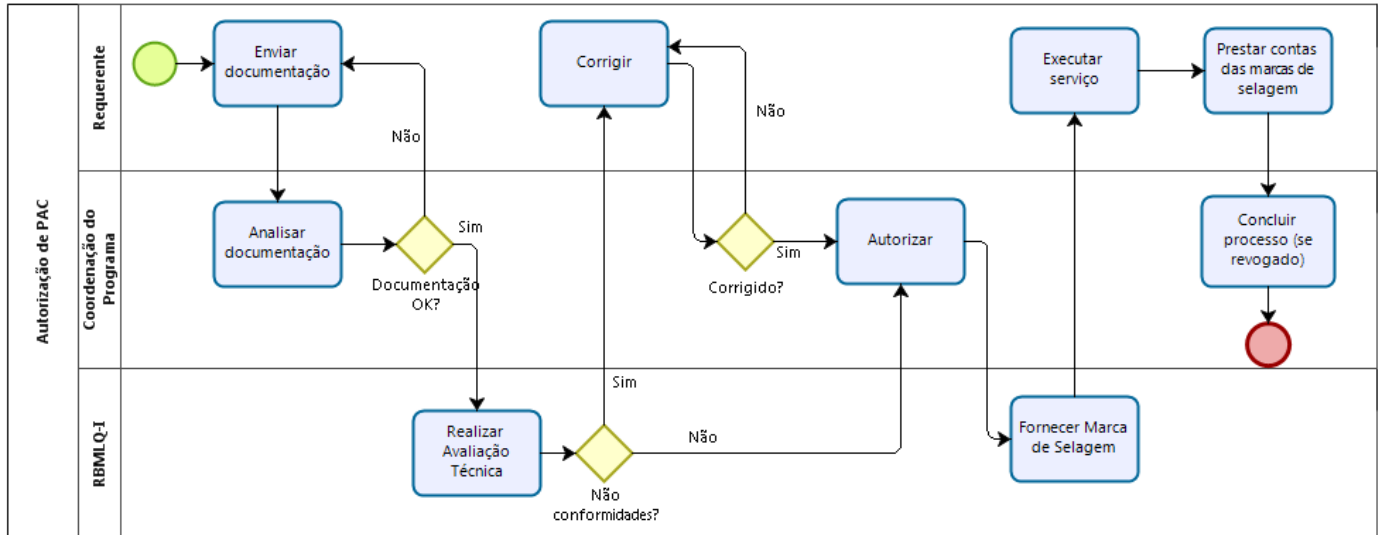 Autorização de PAC
Requerente
Enviar
documentação
Não
Corrigir
Não
Executar
serviço
Prestar contas
das marcas de
selagem
Coordenação do
Programa
Analisar
documentação
Sim
Documentação
OK?
Sim
Corrigido?
Autorizar
Concluir
processo (se
revogado)
RBMLQ-I
Realizar
Avaliação
Técnica
Sim
Não
Não
conformidades?
Fornecer Marca
de Selagem